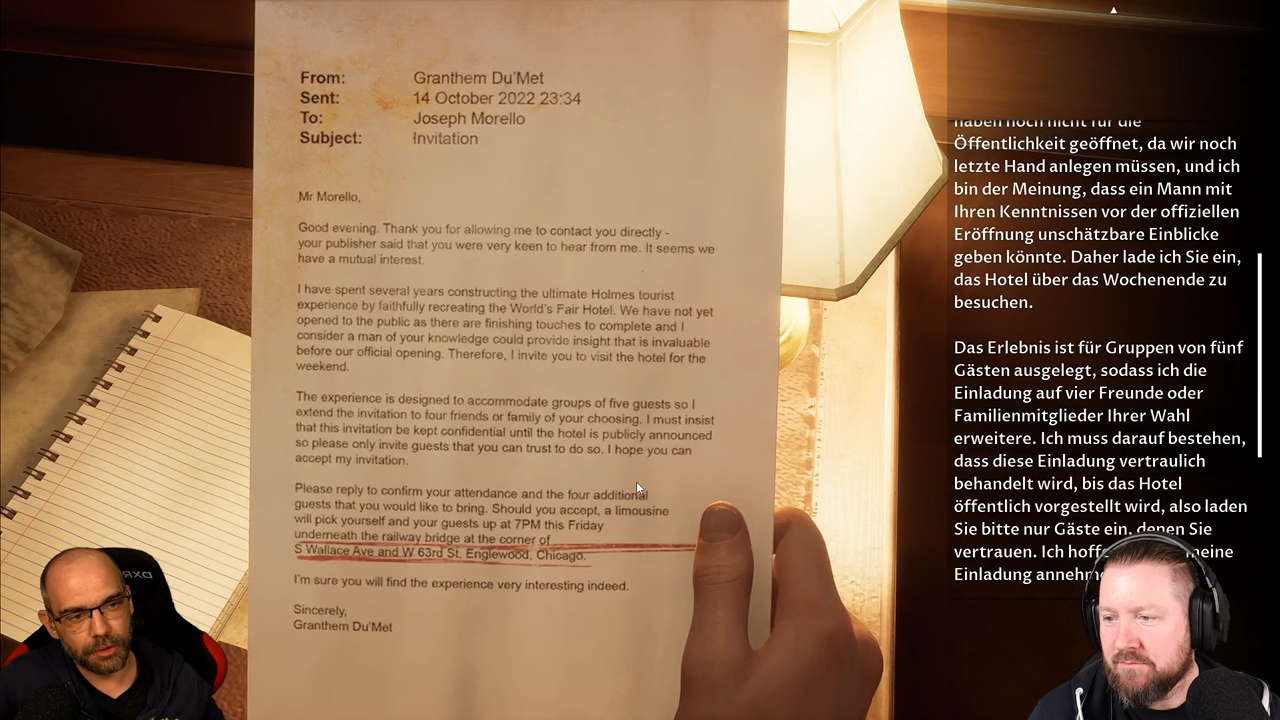 From: Granthem Du'Met
Sent: 14 October 2022 23:34
To: Joseph Morello
Subject: Invitation
Mr Morello,
Good evening. Thank you for allowing me to contact you directly -
your publisher said that you were very keen to hear from me. It seems we
have a mutual interest.
I have spent several years constructing the ultimate Holmes tourist
experience by faithfully recreating the World's Fair Hotel. We have not yet
opened to the public as there are finishing touches to complete and I
consider a man of your knowledge could provide insight that is invaluable
before our official opening. Therefore, I invite you to visit the hotel for the
weekend.
The experience is designed to accommodate groups of five guests so I
extend the invitation to four friends or family of your choosing. I must insist
that this invitation be kept confidential until the hotel is publicly announced
so please only invite guests that you can trust to do so. I hope you can
accept my invitation.
Please reply to confirm your attendance and the four additional
guests that you would like to bring. Should you accept, a limousine
will pick yourself and your guests up at 7PM this Friday
underneath the railway bridge at the corner of
S Wallace Ave and W 63rd St, Englewood, Chicago.
I'm sure you will find the experience very interesting indeed.
Sincerely,
Granthem Du'Met
haben noch nicht für die
Öffentlichkeit geöffnet, da wir noch
letzte Hand anlegen müssen, und ich
bin der Meinung, dass ein Mann mit
Ihren Kenntnissen vor der offiziellen
Eröffnung unschätzbare Einblicke
geben könnte. Daher lade ich Sie ein,
das Hotel über das Wochenende zu
besuchen.
Das Erlebnis ist für Gruppen von fünf
Gästen ausgelegt, sodass ich die
Einladung auf vier Freunde oder
Familienmitglieder Ihrer Wahl
erweitere. Ich muss darauf bestehen,
dass diese Einladung vertraulich
behandelt wird, bis das Hotel
öffentlich vorgestellt wird, also laden
Sie bitte nur Gäste ein, denen Sie
vertrauen. Ich meine
Einladung
DXR